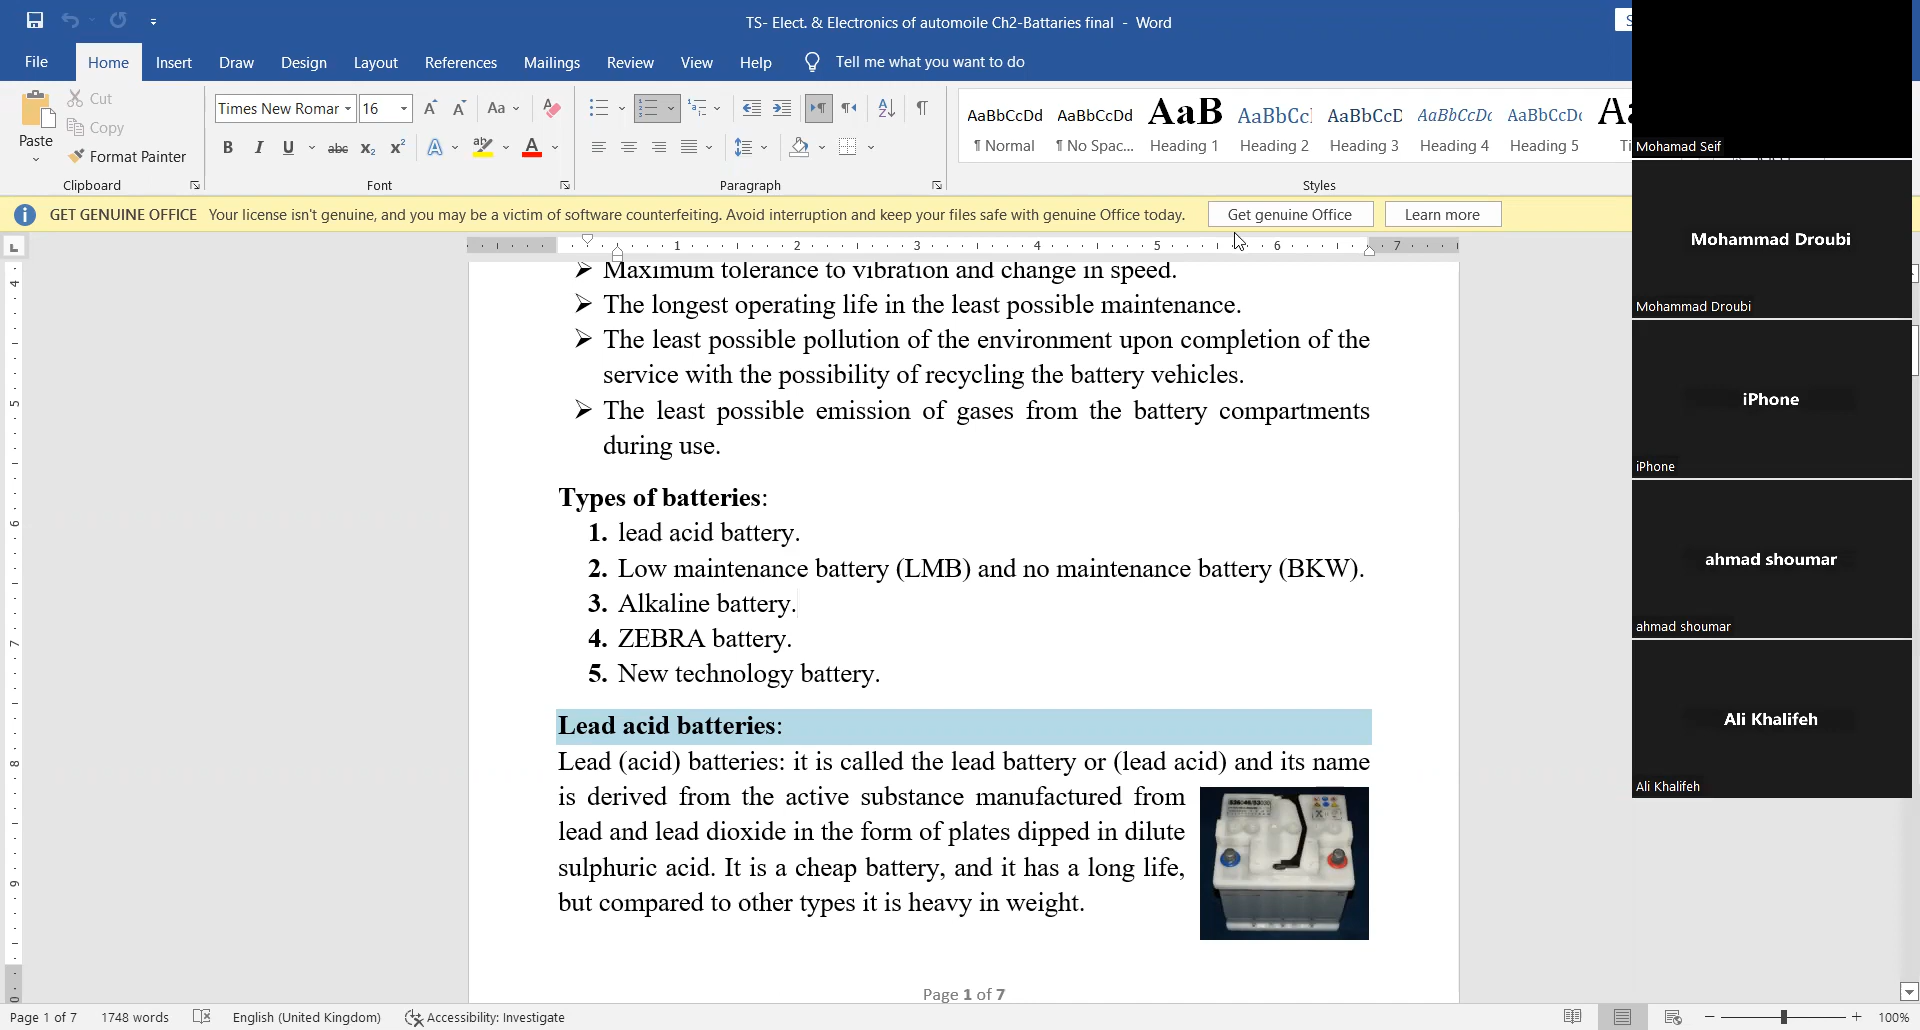 TS- Elect. & Electronics of automoile Ch2-Battaries final - Word
File Home Insert Draw Design Layout References Mailings Review View Help Tell me what you want to do
Paste
Cut
Copy
Format Painter
Clipboard
Times New Romar 16
Font
Paragraph
AaBbCcDd AaBbCcDd AaB AaBbCc AaBbCcD AaBbCcDc AaBbCcDc
¶ Normal ¶ No Spac... Heading 1 Heading 2 Heading 3 Heading 4 Heading 5
Styles
GET GENUINE OFFICE Your license isn't genuine, and you may be a victim of software counterfeiting. Avoid interruption and keep your files safe with genuine Office today. Get genuine Office Learn more
1 2 3 4 5 6 7
➢ Maximum tolerance to vibration and change in speed.
➢ The longest operating life in the least possible maintenance.
➢ The least possible pollution of the environment upon completion of the
service with the possibility of recycling the battery vehicles.
➢ The least possible emission of gases from the battery compartments
during use.
Types of batteries:
1. lead acid battery.
2. Low maintenance battery (LMB) and no maintenance battery (BKW).
3. Alkaline battery.
4. ZEBRA battery.
5. New technology battery.
Lead acid batteries:
Lead (acid) batteries: it is called the lead battery or (lead acid) and its name
is derived from the active substance manufactured from
lead and lead dioxide in the form of plates dipped in dilute
sulphuric acid. It is a cheap battery, and it has a long life,
but compared to other types it is heavy in weight.
Page 1 of 7
Mohamad Seif
Mohammad Droubi
Mohammad Droubi
iPhone
iPhone
ahmad shoumar
ahmad shoumar
Ali Khalifeh
Ali Khalifeh
Page 1 of 7 1748 words English (United Kingdom) Accessibility: Investigate 100%